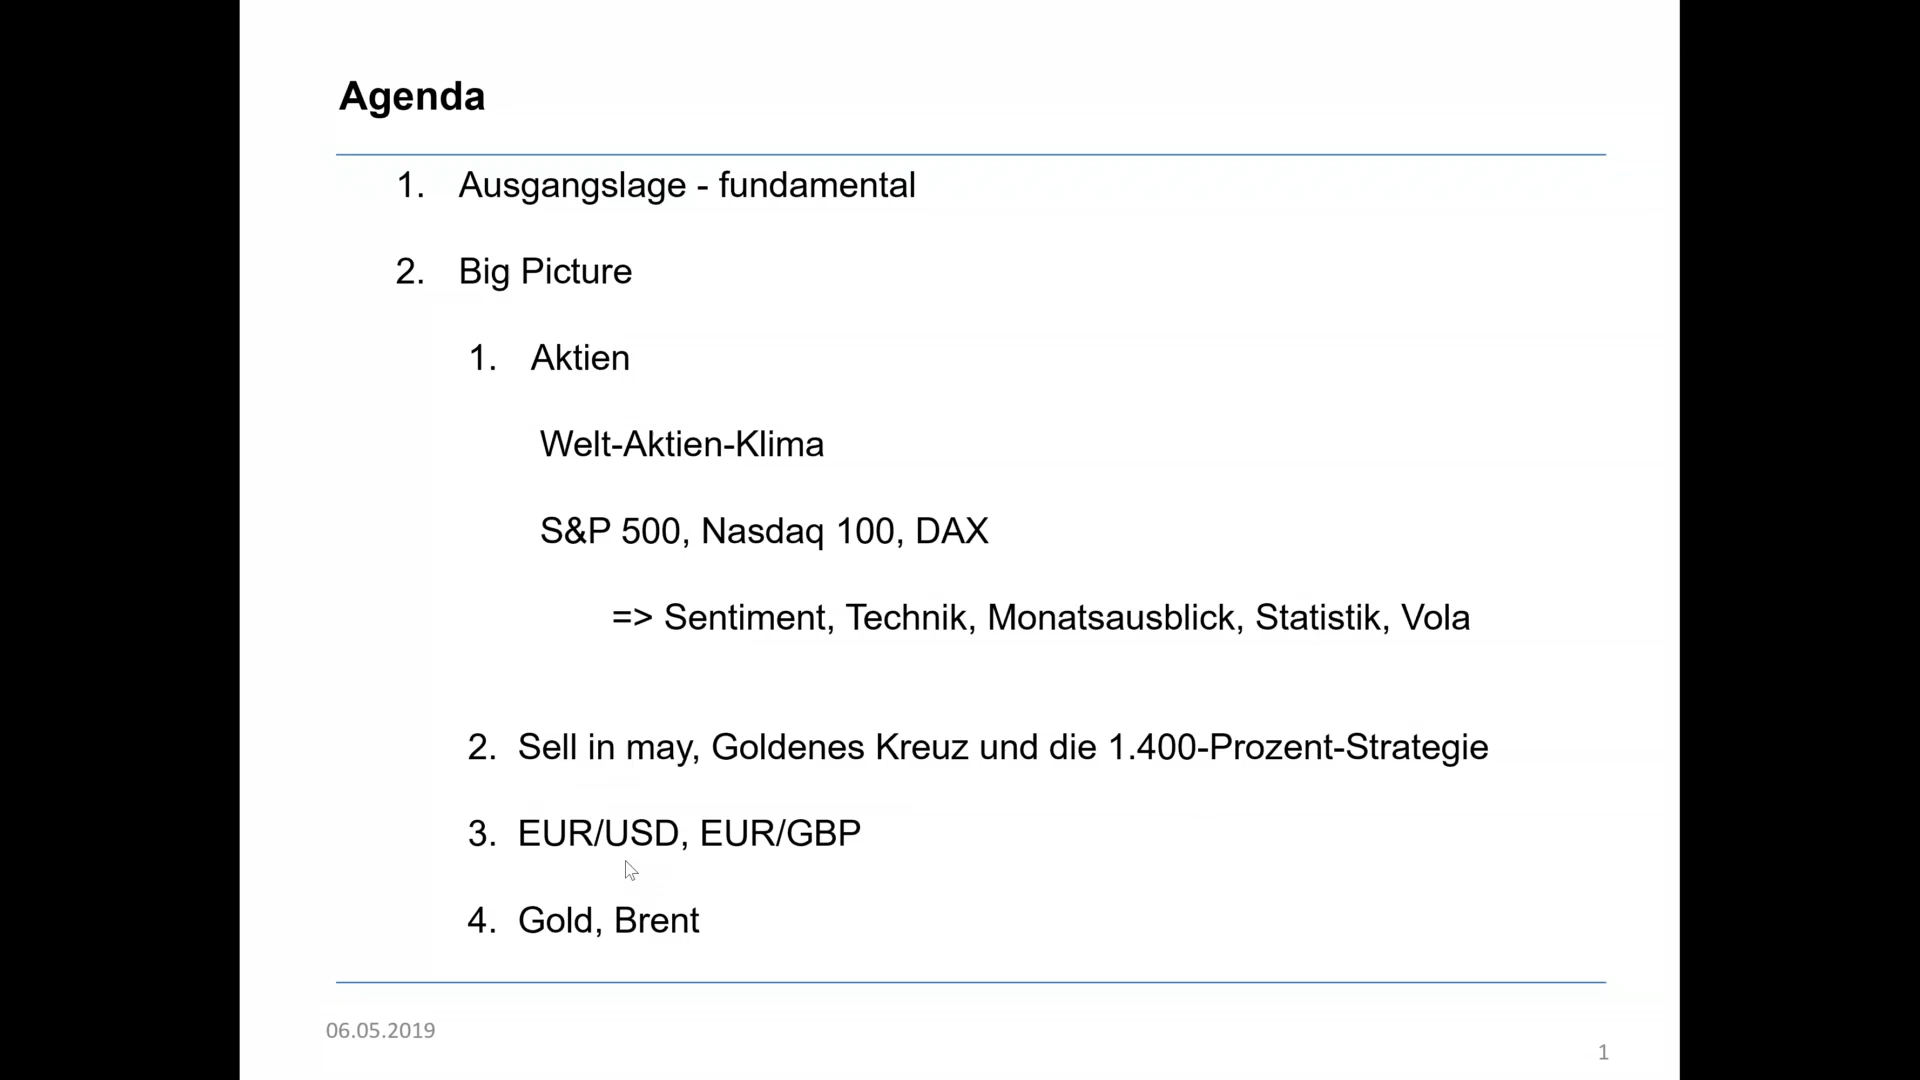 Agenda
1. Ausgangslage - fundamental
2. Big Picture
1. Aktien
Welt-Aktien-Klima
S&P 500, Nasdaq 100, DAX
=> Sentiment, Technik, Monatsausblick, Statistik, Vola
2. Sell in may, Goldenes Kreuz und die 1.400-Prozent-Strategie
3. EUR/USD, EUR/GBP
4. Gold, Brent
06.05.2019
1